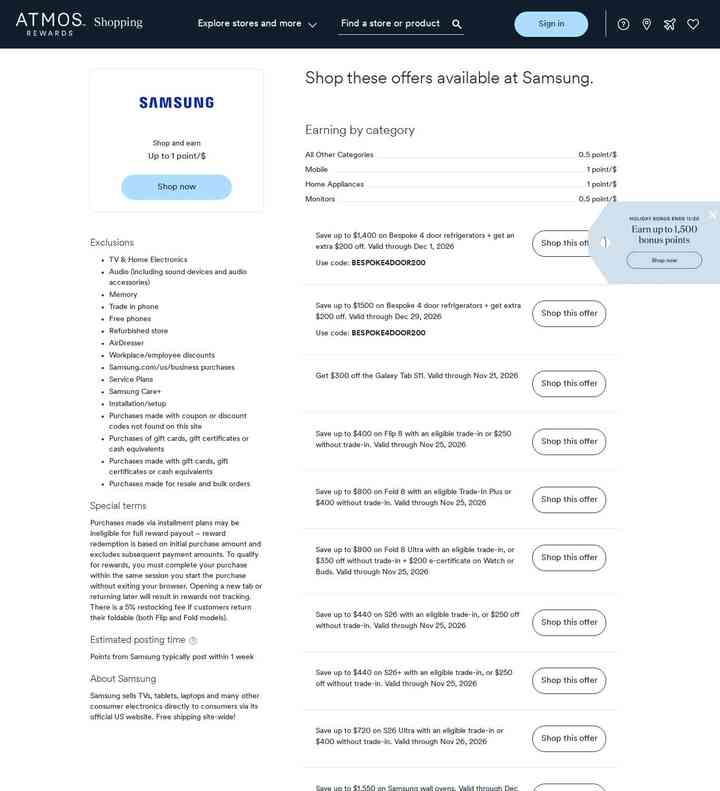 ATMOS™ Shopping
REWARDS
Explore stores and more
Find a store or product
Sign in
SAMSUNG
Shop and earn
Up to 1 point/$
Shop now
Exclusions
• TV & Home Electronics
• Audio (including sound devices and audio
accessories)
• Memory
• Trade in phone
• Free phones
• Refurbished store
• AirDresser
• Workplace/employee discounts
• Samsung.com/us/business purchases
• Service Plans
• Samsung Care+
• Installation/setup
• Purchases made with coupon or discount
codes not found on this site
• Purchases of gift cards, gift certificates or
cash equivalents
• Purchases made with gift cards, gift
certificates or cash equivalents
• Purchases made for resale and bulk orders
Special terms
Purchases made via installment plans may be
ineligible for full reward payout – reward
redemption is based on initial purchase amount and
excludes subsequent payment amounts. To qualify
for rewards, you must complete your purchase
within the same session you start the purchase
without exiting your browser. Opening a new tab or
returning later will result in rewards not tracking.
There is a 5% restocking fee if customers return
their foldable (both Flip and Fold models).
Estimated posting time ?
Points from Samsung typically post within 1 week
About Samsung
Samsung sells TVs, tablets, laptops and many other
consumer electronics directly to consumers via its
official US website. Free shipping site-wide!
Shop these offers available at Samsung.
Earning by category
All Other Categories 0.5 point/$
Mobile 1 point/$
Home Appliances 1 point/$
Monitors 0.5 point/$
Save up to $1,400 on Bespoke 4 door refrigerators + get an
extra $200 off. Valid through Dec 1, 2026
Use code: BESPOKE4DOOR200
Shop this off
HOLIDAY BONUS ENDS 11/20
Earn up to 1,500
bonus points
Shop now
Save up to $1500 on Bespoke 4 door refrigerators + get extra
$200 off. Valid through Dec 29, 2026
Use code: BESPOKE4DOOR200
Shop this offer
Get $300 off the Galaxy Tab S11. Valid through Nov 21, 2026
Shop this offer
Save up to $400 on Flip 8 with an eligible trade-in or $250
without trade-in. Valid through Nov 25, 2026
Shop this offer
Save up to $800 on Fold 8 with an eligible Trade-In Plus or
$400 without trade-in. Valid through Nov 25, 2026
Shop this offer
Save up to $800 on Fold 8 Ultra with an eligible trade-in, or
$350 off without trade-in + $200 e-certificate on Watch or
Buds. Valid through Nov 25, 2026
Shop this offer
Save up to $440 on S26 with an eligible trade-in, or $250 off
without trade-in. Valid through Nov 25, 2026
Shop this offer
Save up to $440 on S26+ with an eligible trade-in, or $250
off without trade-in. Valid through Nov 25, 2026
Shop this offer
Save up to $720 on S26 Ultra with an eligible trade-in or
$400 without trade-in. Valid through Nov 26, 2026
Shop this offer
Save up to $1,550 on Samsung wall ovens. Valid through Dec